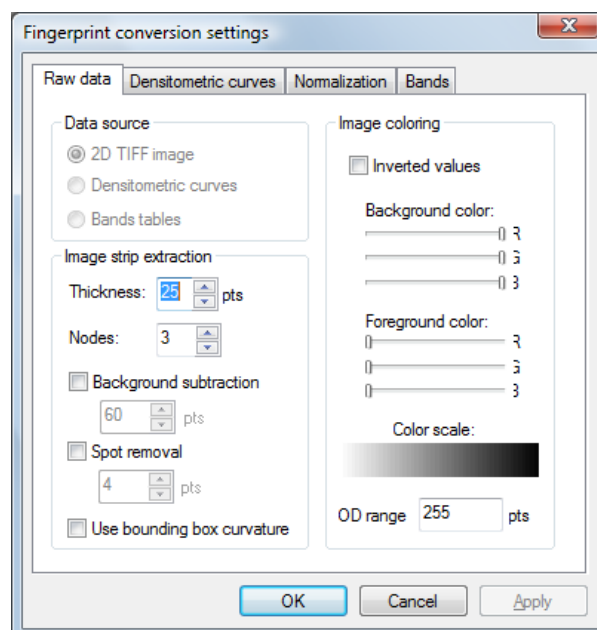 Fingerprint conversion settings
Raw data Densitometric curves Normalization Bands
Data source
2D TIFF image
Densitometric curves
Bands tables
Image strip extraction
Thickness: 25 pts
Nodes: 3
Background subtraction
60 pts
Spot removal
4 pts
Use bounding box curvature
Image coloring
Inverted values
Background color:
Foreground color:
Color scale:
OD range 255 pts
OK Cancel Apply